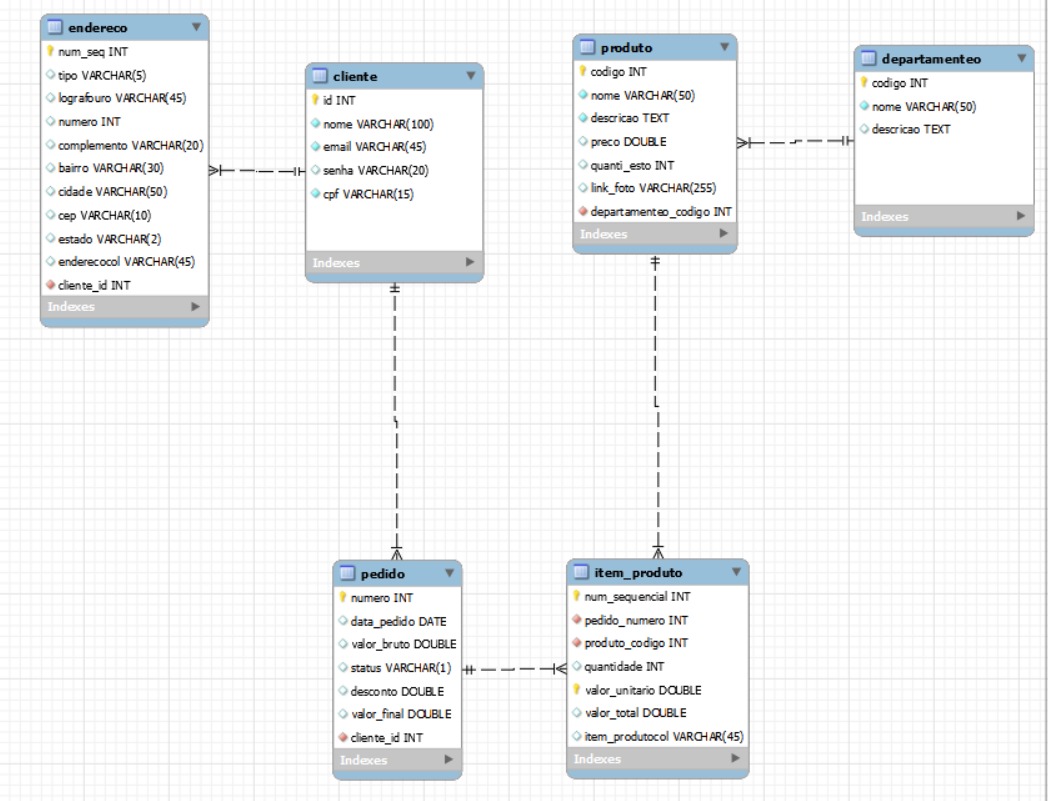 endereco
num_seq INT
tipo VARCHAR(5)
lografouro VARCHAR(45)
numero INT
complemento VARCHAR(20)
bairro VARCHAR(30)
cidade VARCHAR(50)
cep VARCHAR(10)
estado VARCHAR(2)
enderecocol VARCHAR(45)
cliente_id INT
Indexes
cliente
id INT
nome VARCHAR(100)
email VARCHAR(45)
senha VARCHAR(20)
cpf VARCHAR(15)
Indexes
produto
codigo INT
nome VARCHAR(50)
descricao TEXT
preco DOUBLE
quanti_esto INT
link_foto VARCHAR(255)
departamenteo_codigo INT
Indexes
departamenteo
codigo INT
nome VARCHAR(50)
descricao TEXT
Indexes
pedido
numero INT
data_pedido DATE
valor_bruto DOUBLE
status VARCHAR(1)
desconto DOUBLE
valor_final DOUBLE
cliente_id INT
Indexes
item_produto
num_sequencial INT
pedido_numero INT
produto_codigo INT
quantidade INT
valor_unitario DOUBLE
valor_total DOUBLE
item_produtocol VARCHAR(45)
Indexes